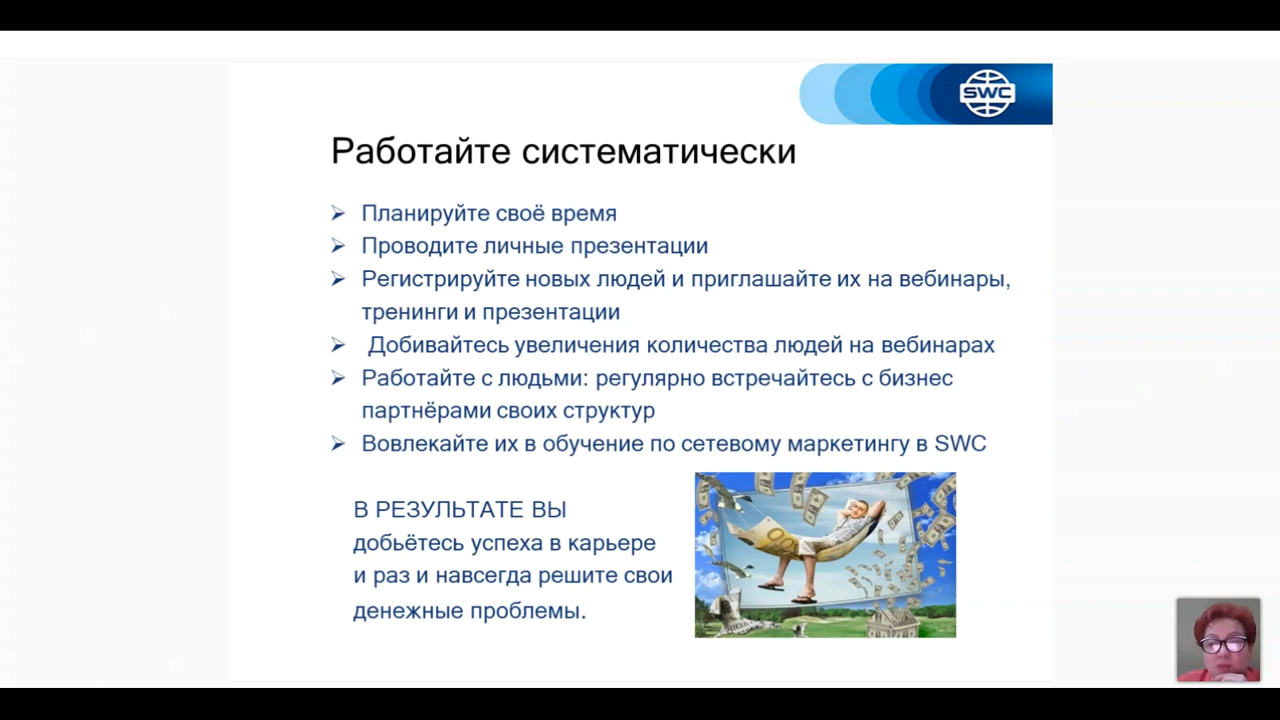 SWC
Работайте систематически
Планируйте своё время
Проводите личные презентации
Регистрируйте новых людей и приглашайте их на вебинары,
тренинги и презентации
Добивайтесь увеличения количества людей на вебинарах
Работайте с людьми: регулярно встречайтесь с бизнес
партнёрами своих структур
Вовлекайте их в обучение по сетевому маркетингу в SWC
В РЕЗУЛЬТАТЕ ВЫ
добьётесь успеха в карьере
и раз и навсегда решите свои
денежные проблемы.